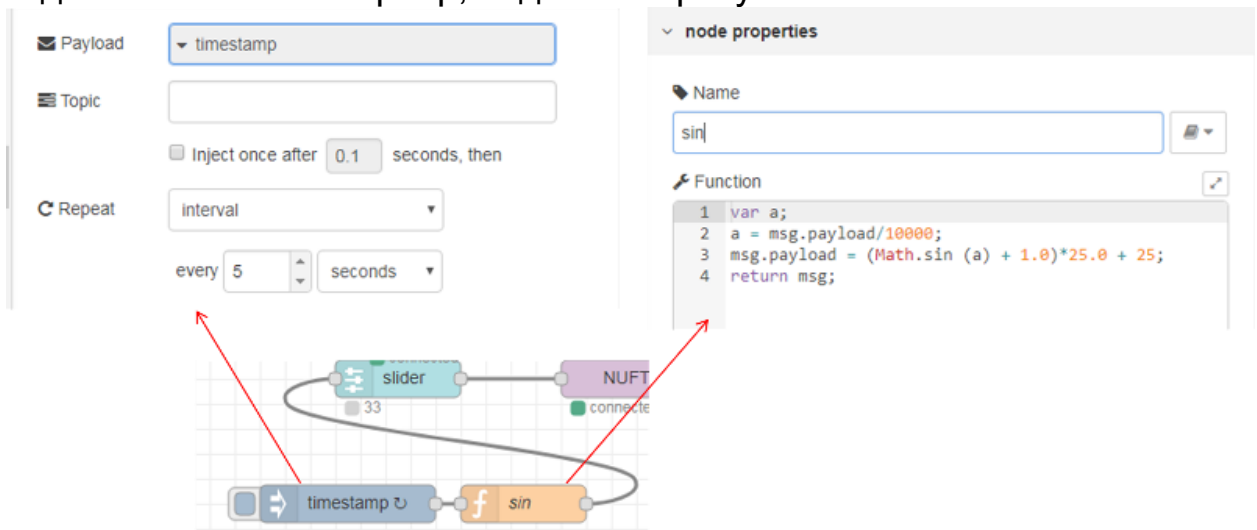 Payload
timestamp
Topic
Inject once after 0.1 seconds, then
Repeat
interval
every 5 seconds
node properties
Name
sin
Function
1 var a;
2 a = msg.payload/10000;
3 msg.payload = (Math.sin (a) + 1.0)*25.0 + 25;
4 return msg;
slider
33
NUFT
timestamp ↻
f sin